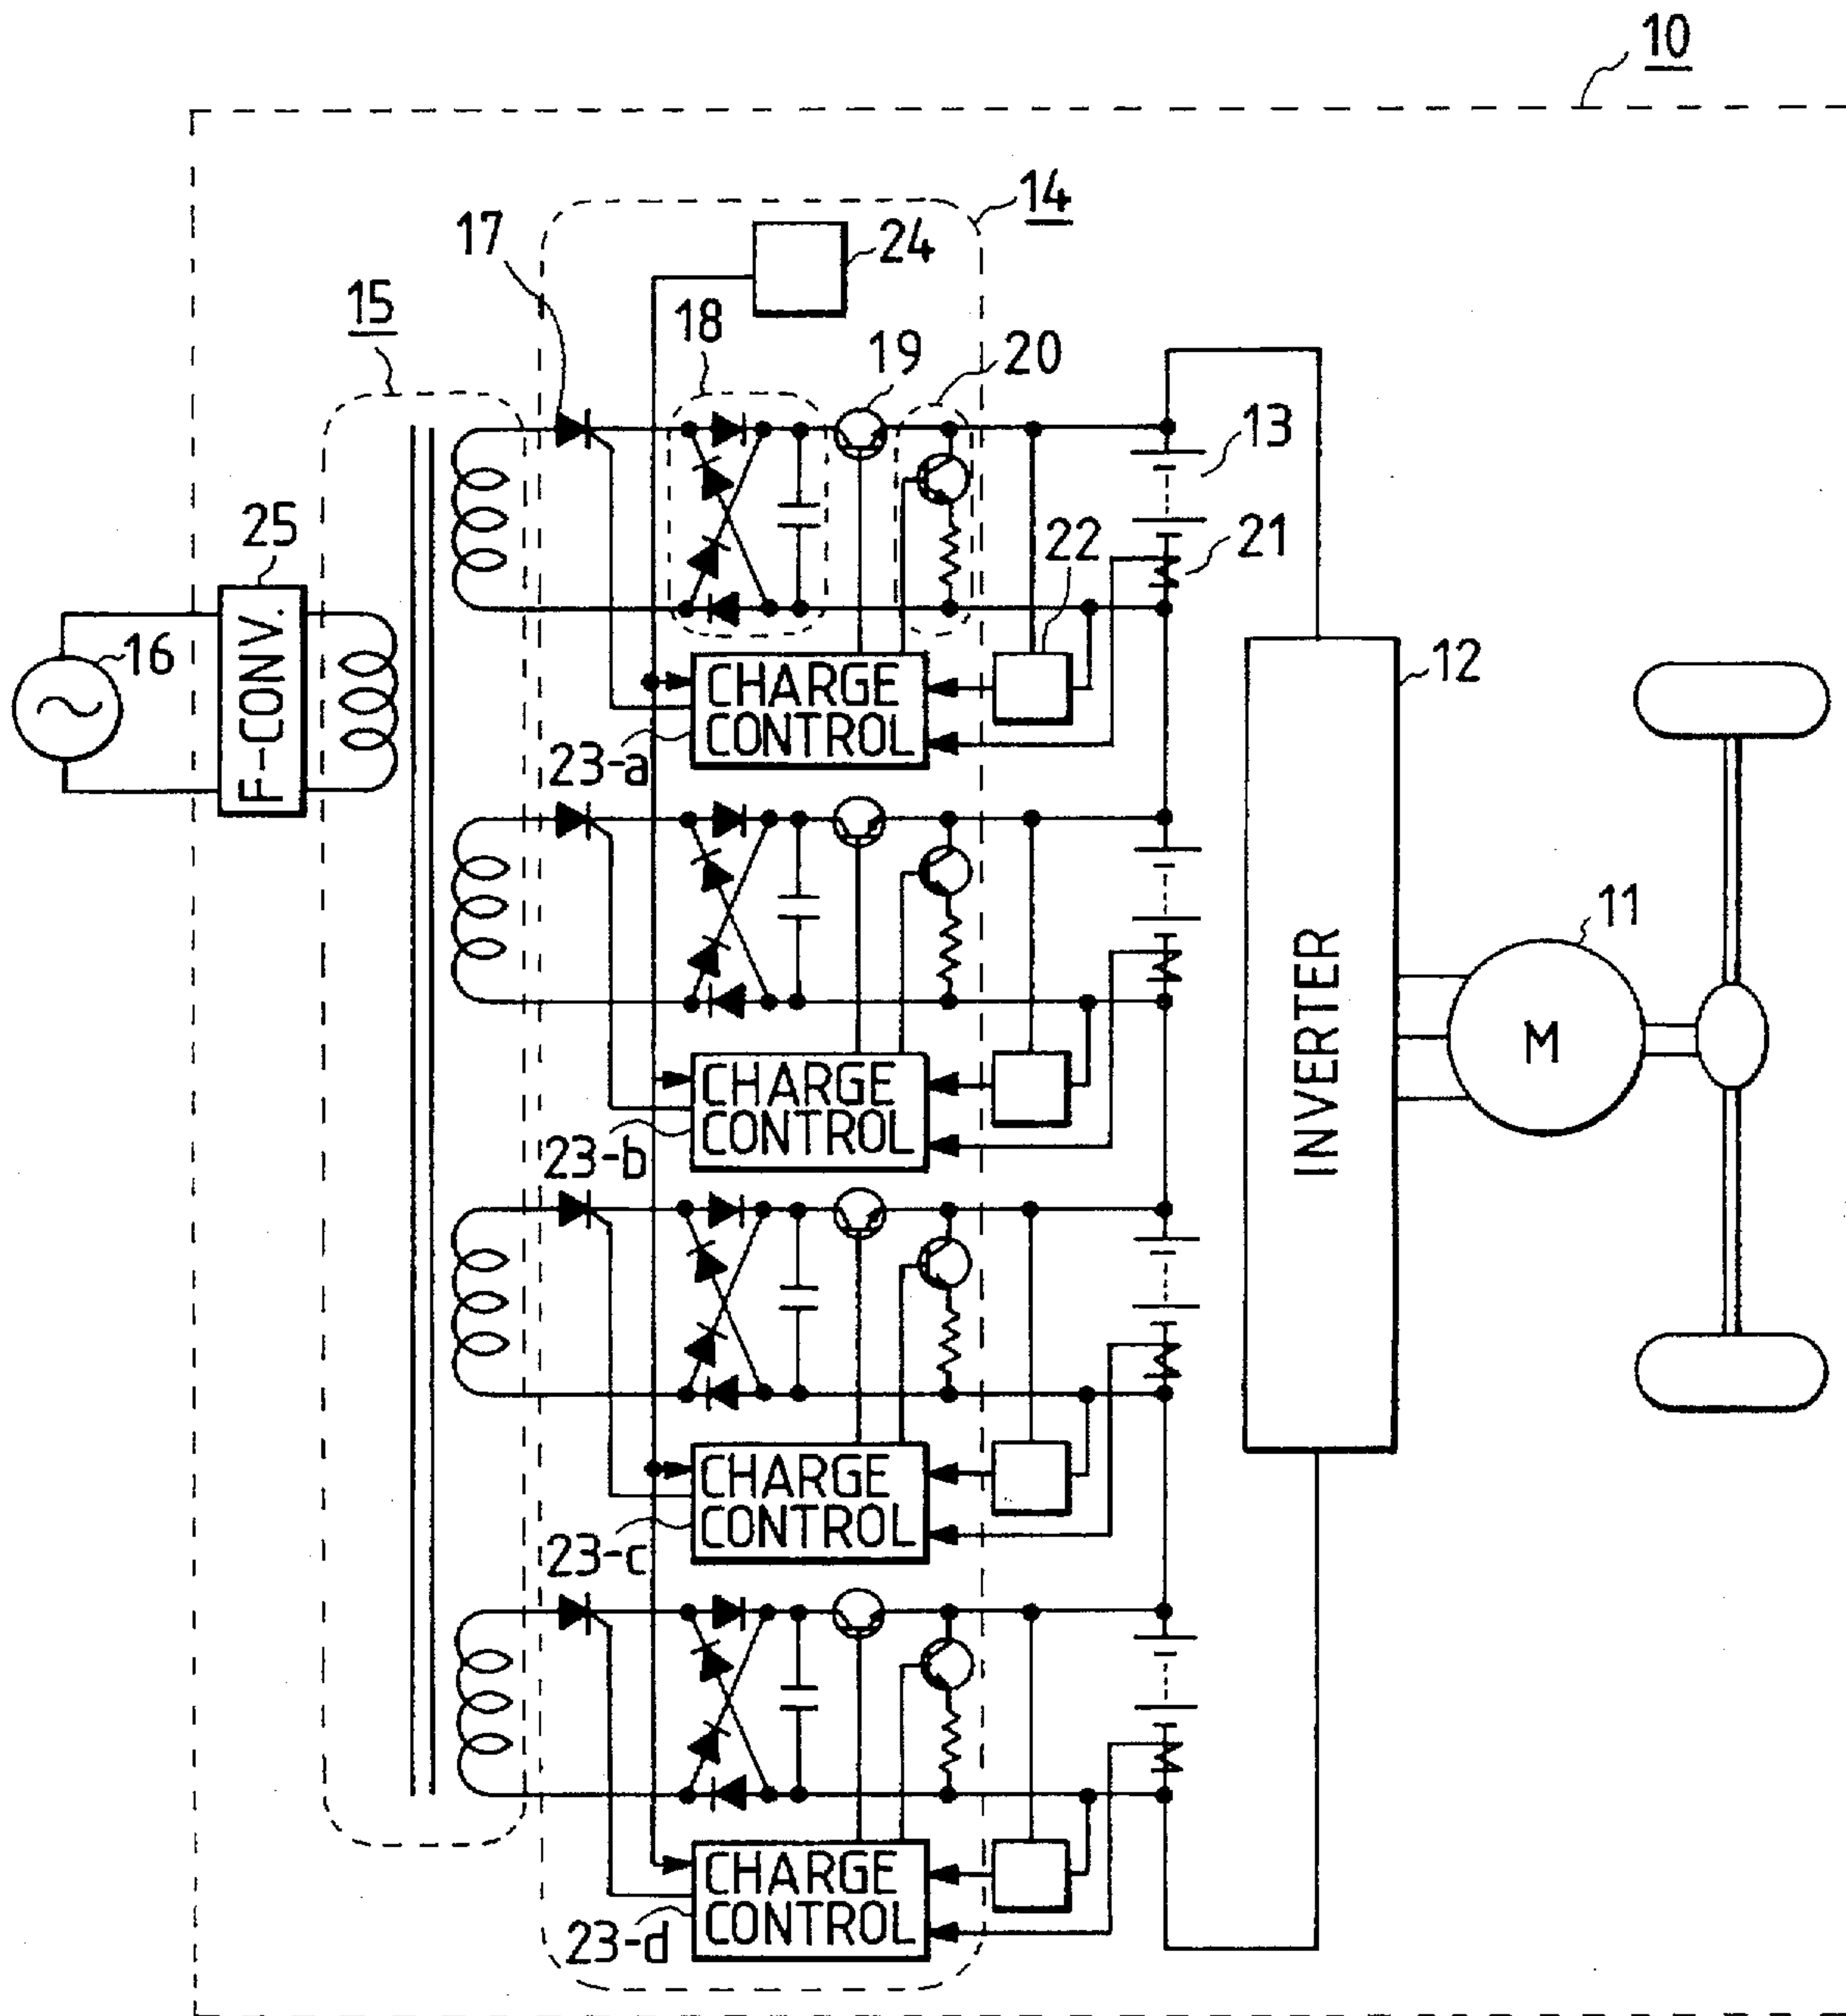 10
14
17
24
15
18
19
20
13
25
22
21
16
F-CONV.
12
CHARGE
CONTROL
23-a
11
CHARGE
CONTROL
23-b
INVERTER
M
CHARGE
CONTROL
23-c
CHARGE
CONTROL
23-d